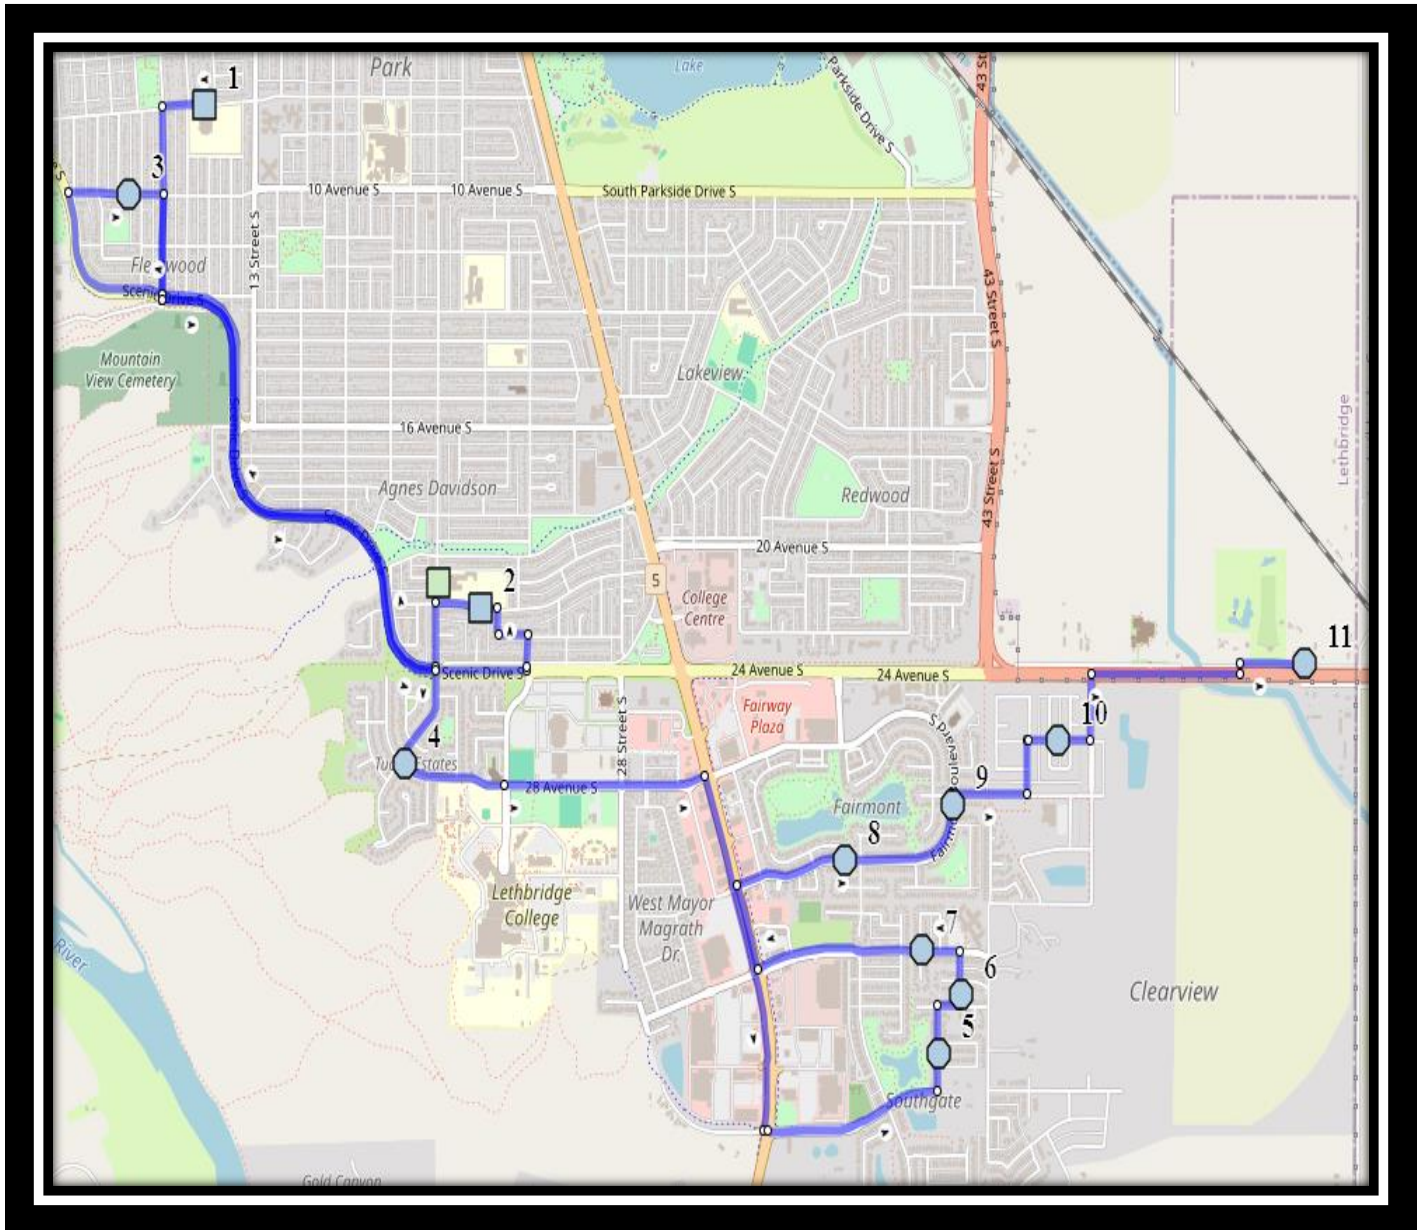 Park
Lake
Parkside Drive S
43 St
1
3
10 Avenue S
10 Avenue S
South Parkside Drive S
13 Street S
Scenic Drive S
43 Street S
Mountain
View Cemetery
Lakeview
Lethbridge
16 Avenue S
Scenic Drive
Agnes Davidson
Redwood
43 Street S
20 Avenue S
5
2
College
Centre
11
Scenic Drive S
24 Avenue S
24 Avenue S
28 Street S
Fairway
Plaza
10
4
Estates
28 Avenue S
9
Fairmont
8
Lethbridge
College
West Mayor
Magrath
Dr.
7
6
River
Clearview
5
Southgate
Gold Canyon